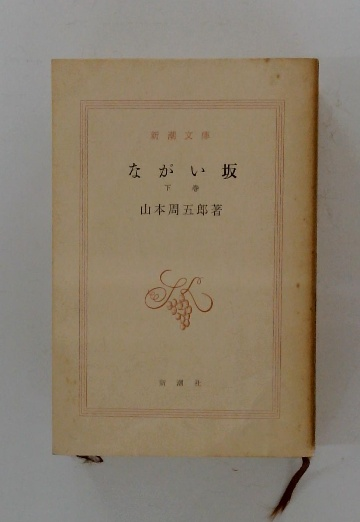 新潮文庫
ながい坂
下巻
山本周五郎著
新潮社